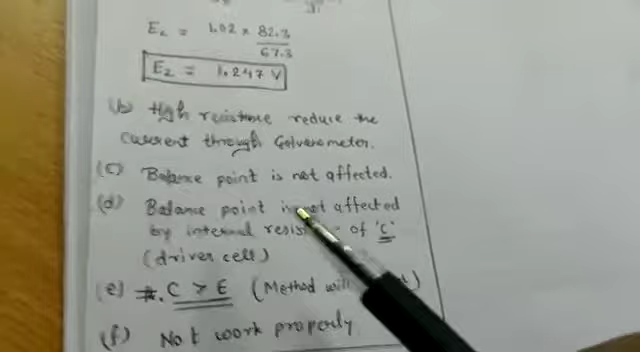 E₂ = 1.02 × 82.3
67.3
E₂ = 1.247 V
(b) High resistance reduce the
current through Galvanometer.
(c) Balance point is not affected.
(d) Balance point is not affected
by internal of 'C'
(driver cell)
(e) C > E (Method will
(f) Not work properly